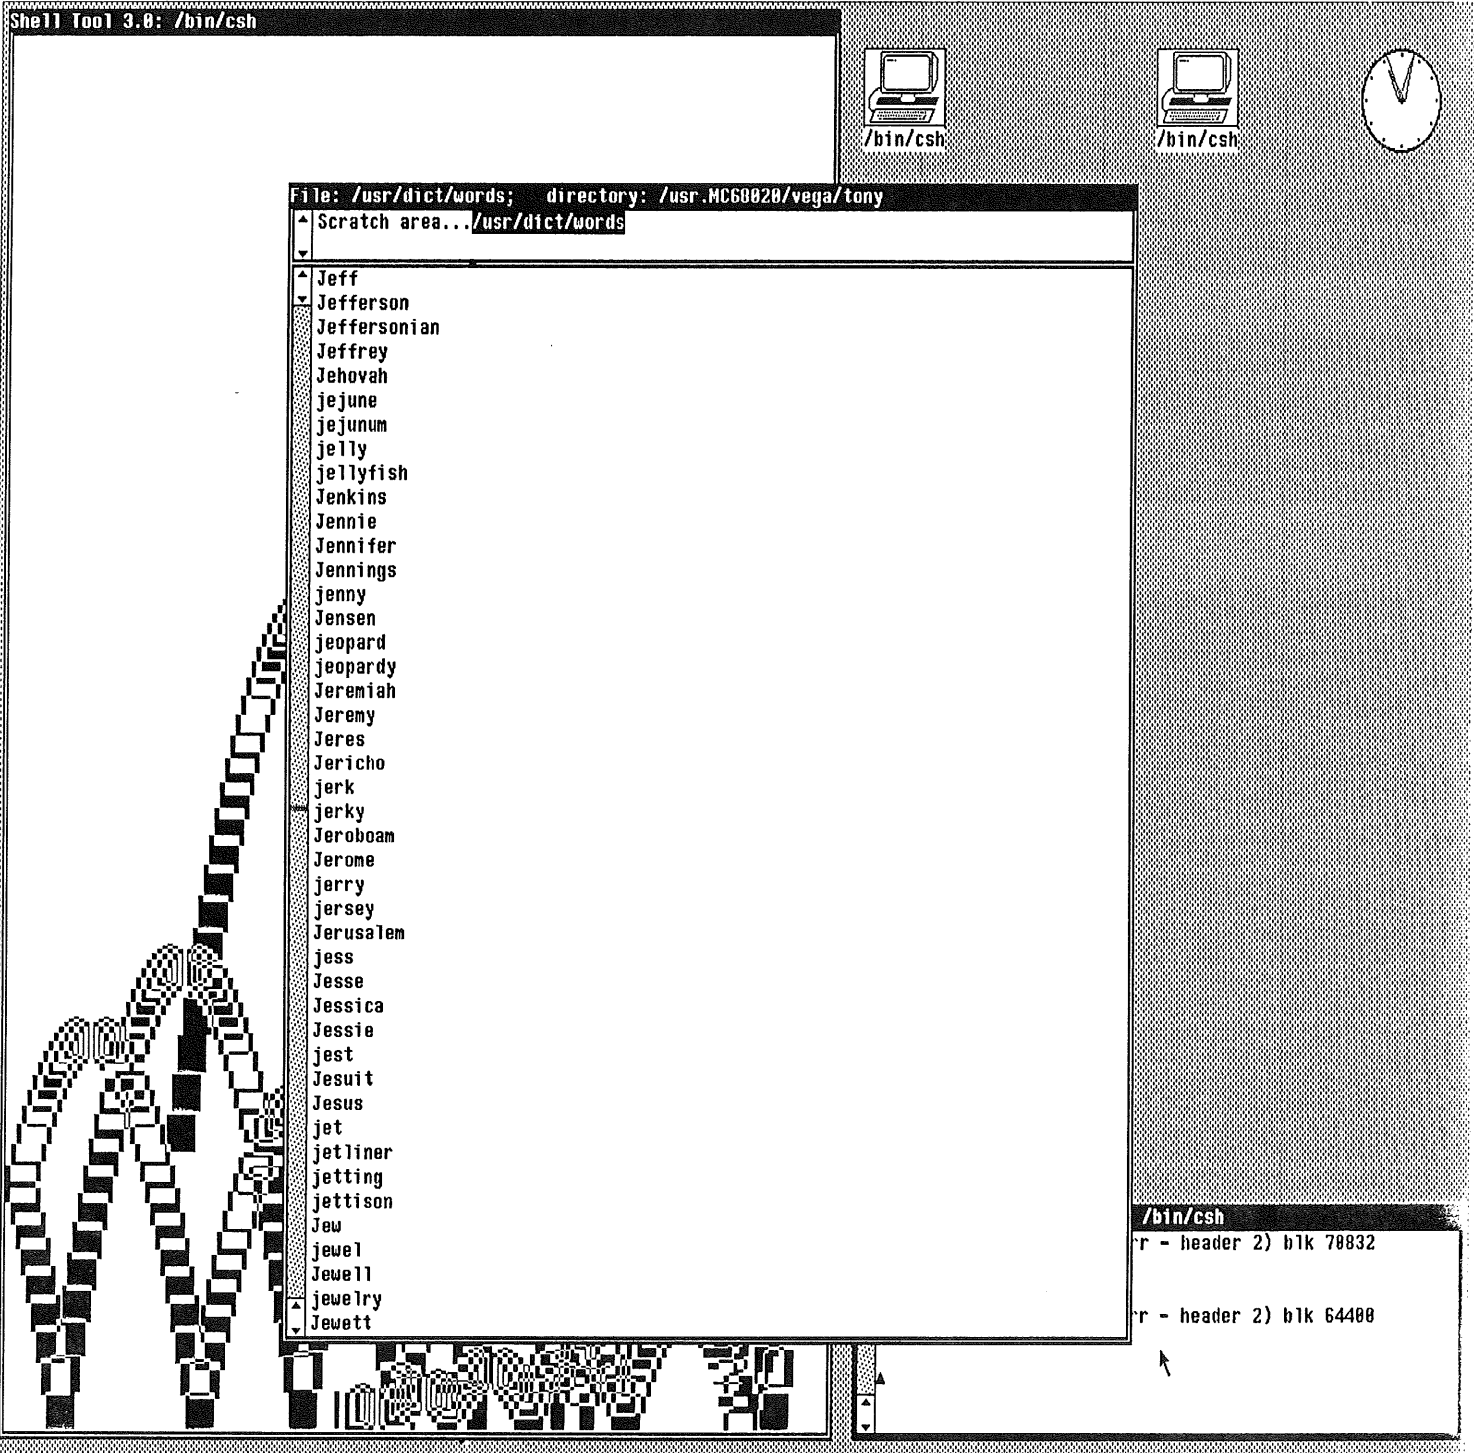 Shell Tool 3.0: /bin/csh
/bin/csh
/bin/csh
File: /usr/dict/words;   directory: /usr.MC68020/vega/tony
Scratch area.../usr/dict/words
Jeff
Jefferson
Jeffersonian
Jeffrey
Jehovah
jejune
jejunum
jelly
jellyfish
Jenkins
Jennie
Jennifer
Jennings
jenny
Jensen
jeopard
jeopardy
Jeremiah
Jeremy
Jeres
Jericho
jerk
jerky
Jeroboam
Jerome
jerry
jersey
Jerusalem
jess
Jesse
Jessica
Jessie
jest
Jesuit
Jesus
jet
jetliner
jetting
jettison
Jew
jewel
Jewell
jewelry
Jewett
/bin/csh
r - header 2) blk 70832
r - header 2) blk 64400